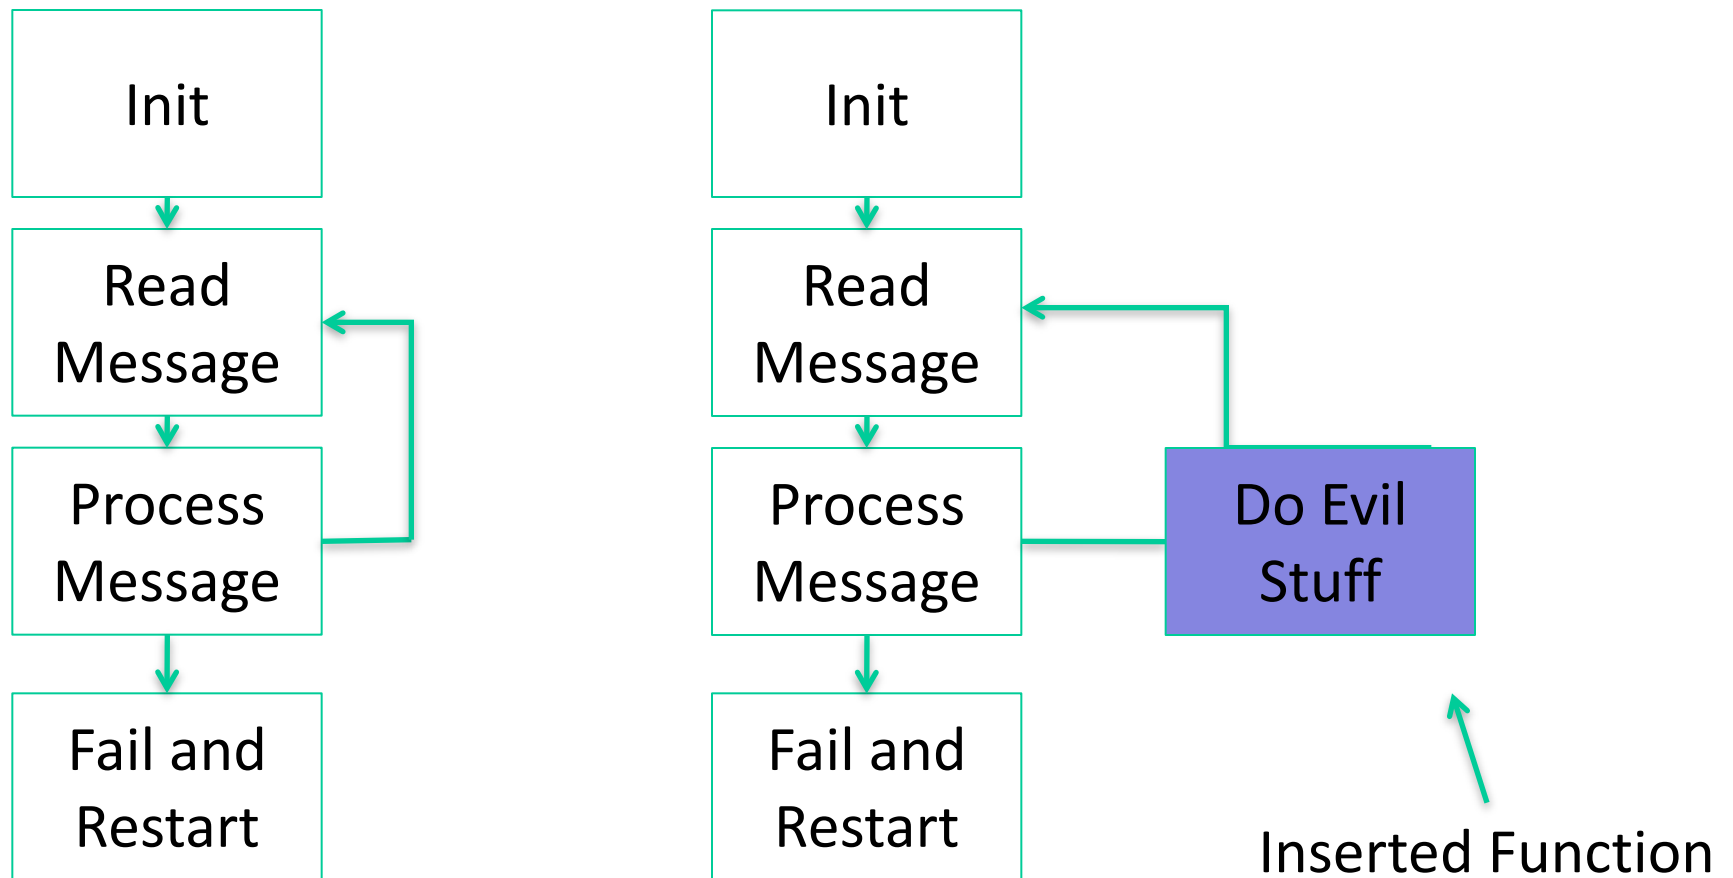 Init
Read
Message
Process
Message
Fail and
Restart
Init
Read
Message
Process
Message
Fail and
Restart
Do Evil
Stuff
Inserted Function